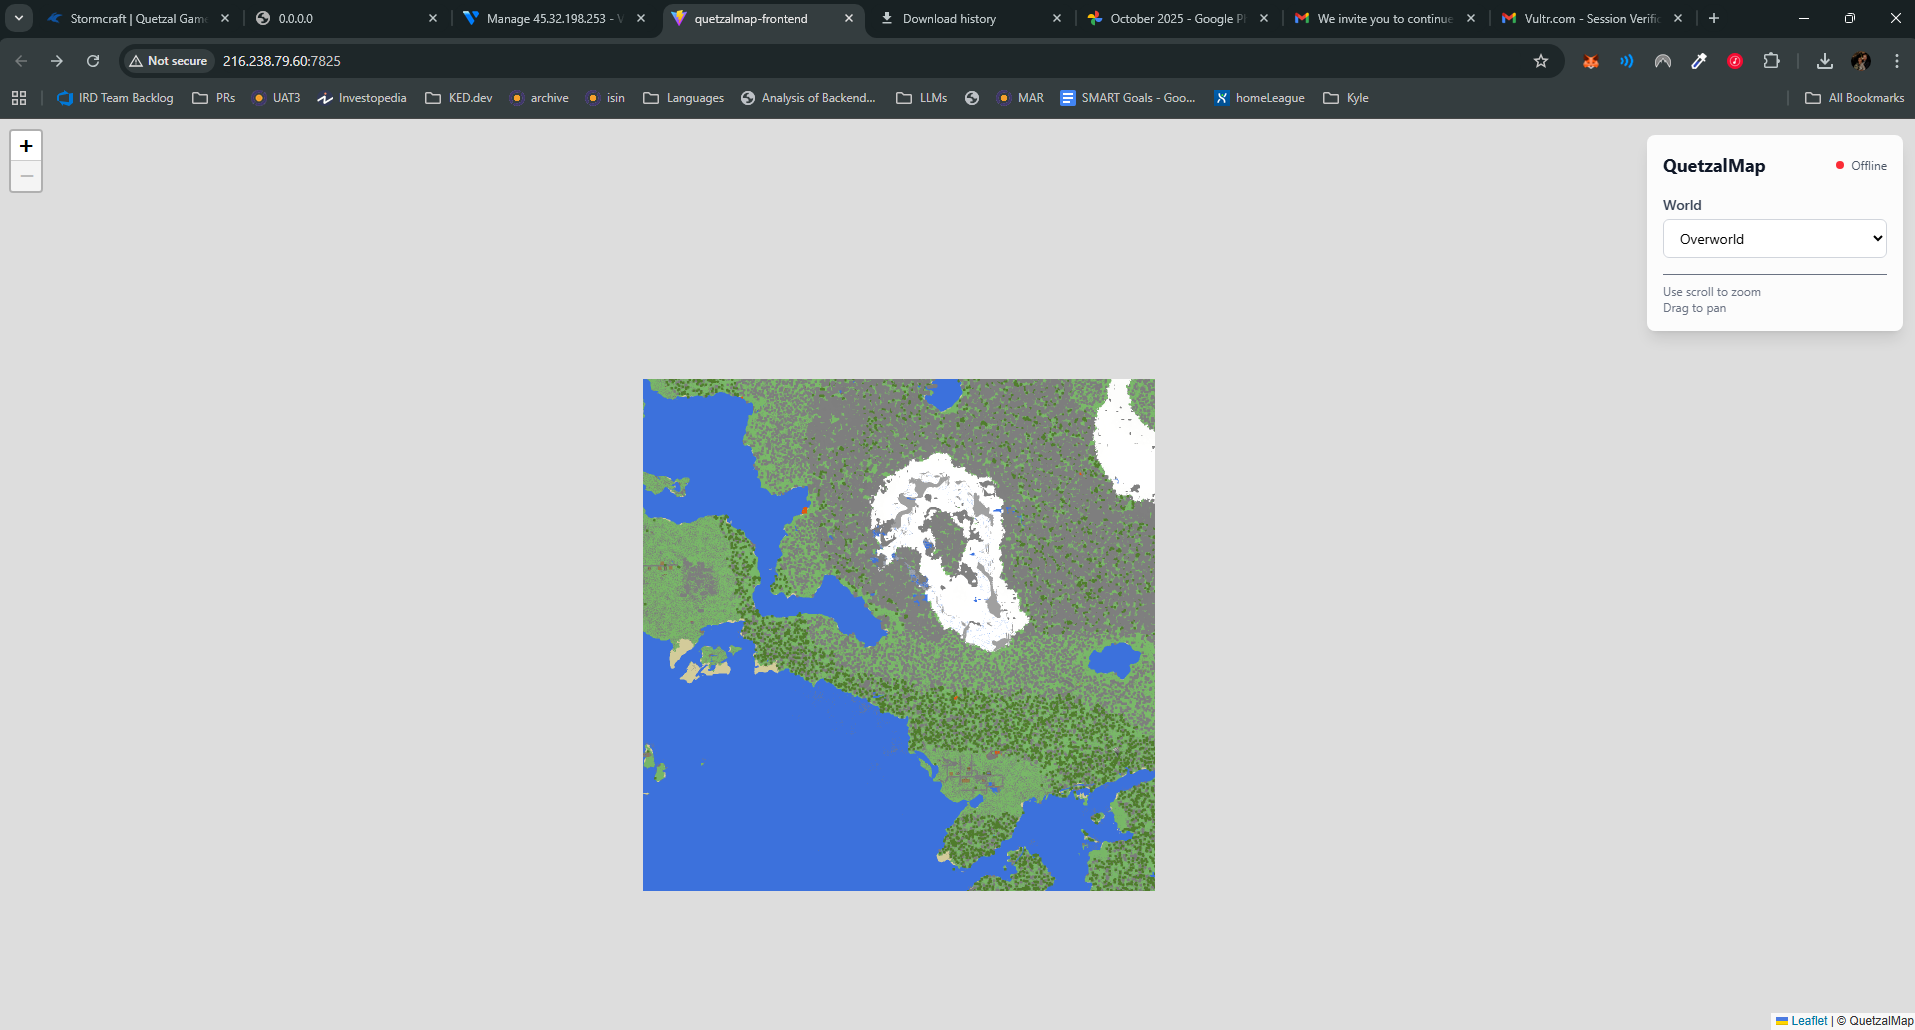 Stormcraft | Quetzal Game
0.0.0.0
Manage 45.32.198.253 - V
quetzalmap-frontend
Download history
October 2025 - Google P
We invite you to continue
Vultr.com - Session Verific
Not secure
216.238.79.60:7825
IRD Team Backlog
PRs
UAT3
Investopedia
KED.dev
archive
isin
Languages
Analysis of Backend...
LLMs
MAR
SMART Goals - Goo...
homeLeague
Kyle
All Bookmarks
+
−
QuetzalMap
Offline
World
Overworld
Use scroll to zoom
Drag to pan
Leaflet | © QuetzalMap